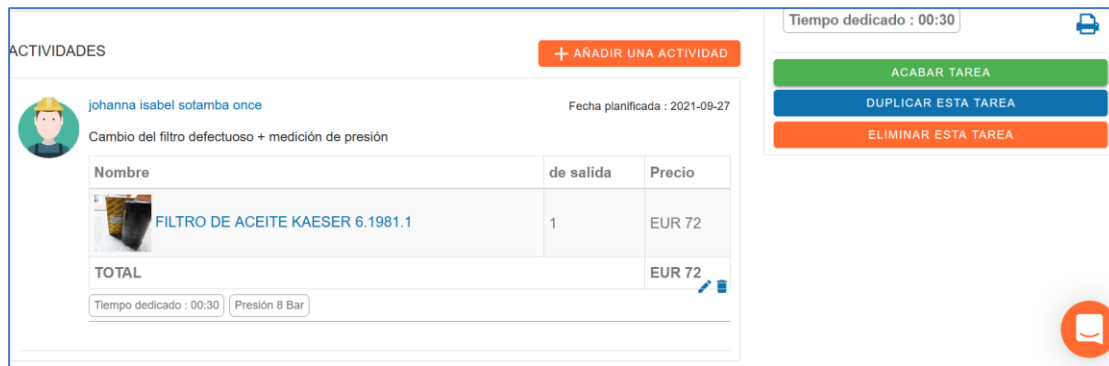 Tiempo dedicado : 00:30
ACTIVIDADES
+ AÑADIR UNA ACTIVIDAD
ACABAR TAREA
DUPLICAR ESTA TAREA
ELIMINAR ESTA TAREA
johanna isabel sotamba once
Fecha planificada : 2021-09-27
Cambio del filtro defectuoso + medición de presión
Nombre de salida Precio
FILTRO DE ACEITE KAESER 6.1981.1 1 EUR 72
TOTAL EUR 72
Tiempo dedicado : 00:30 Presión 8 Bar